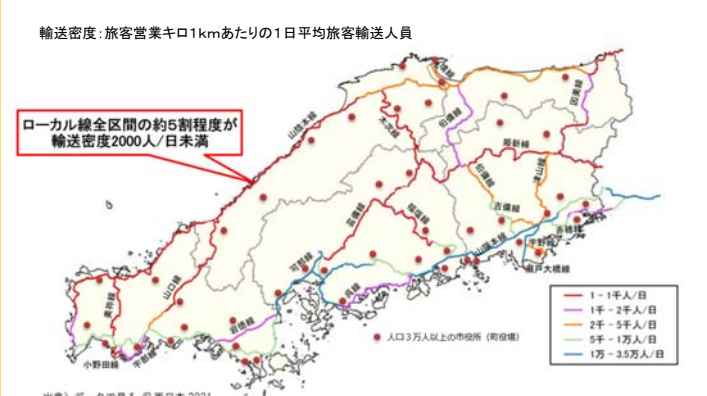 輸送密度：旅客営業キロ1kmあたりの1日平均旅客輸送人員
ローカル線全区間の約5割程度が
輸送密度2000人/日未満
境線
山陰本線
木次線
伯備線
因美線
姫新線
伯備線
津山線
芸備線
福塩線
吉備線
赤穂線
山陽本線
宇野線
瀬戸大橋線
可部線
呉線
山口線
美祢線
岩徳線
宇部線
小野田線
1 - 1千人/日
1千 - 2千人/日
2千 - 5千人/日
5千 - 1万人/日
1万 - 3.5万人/日
人口3万人以上の市役所（町役場）